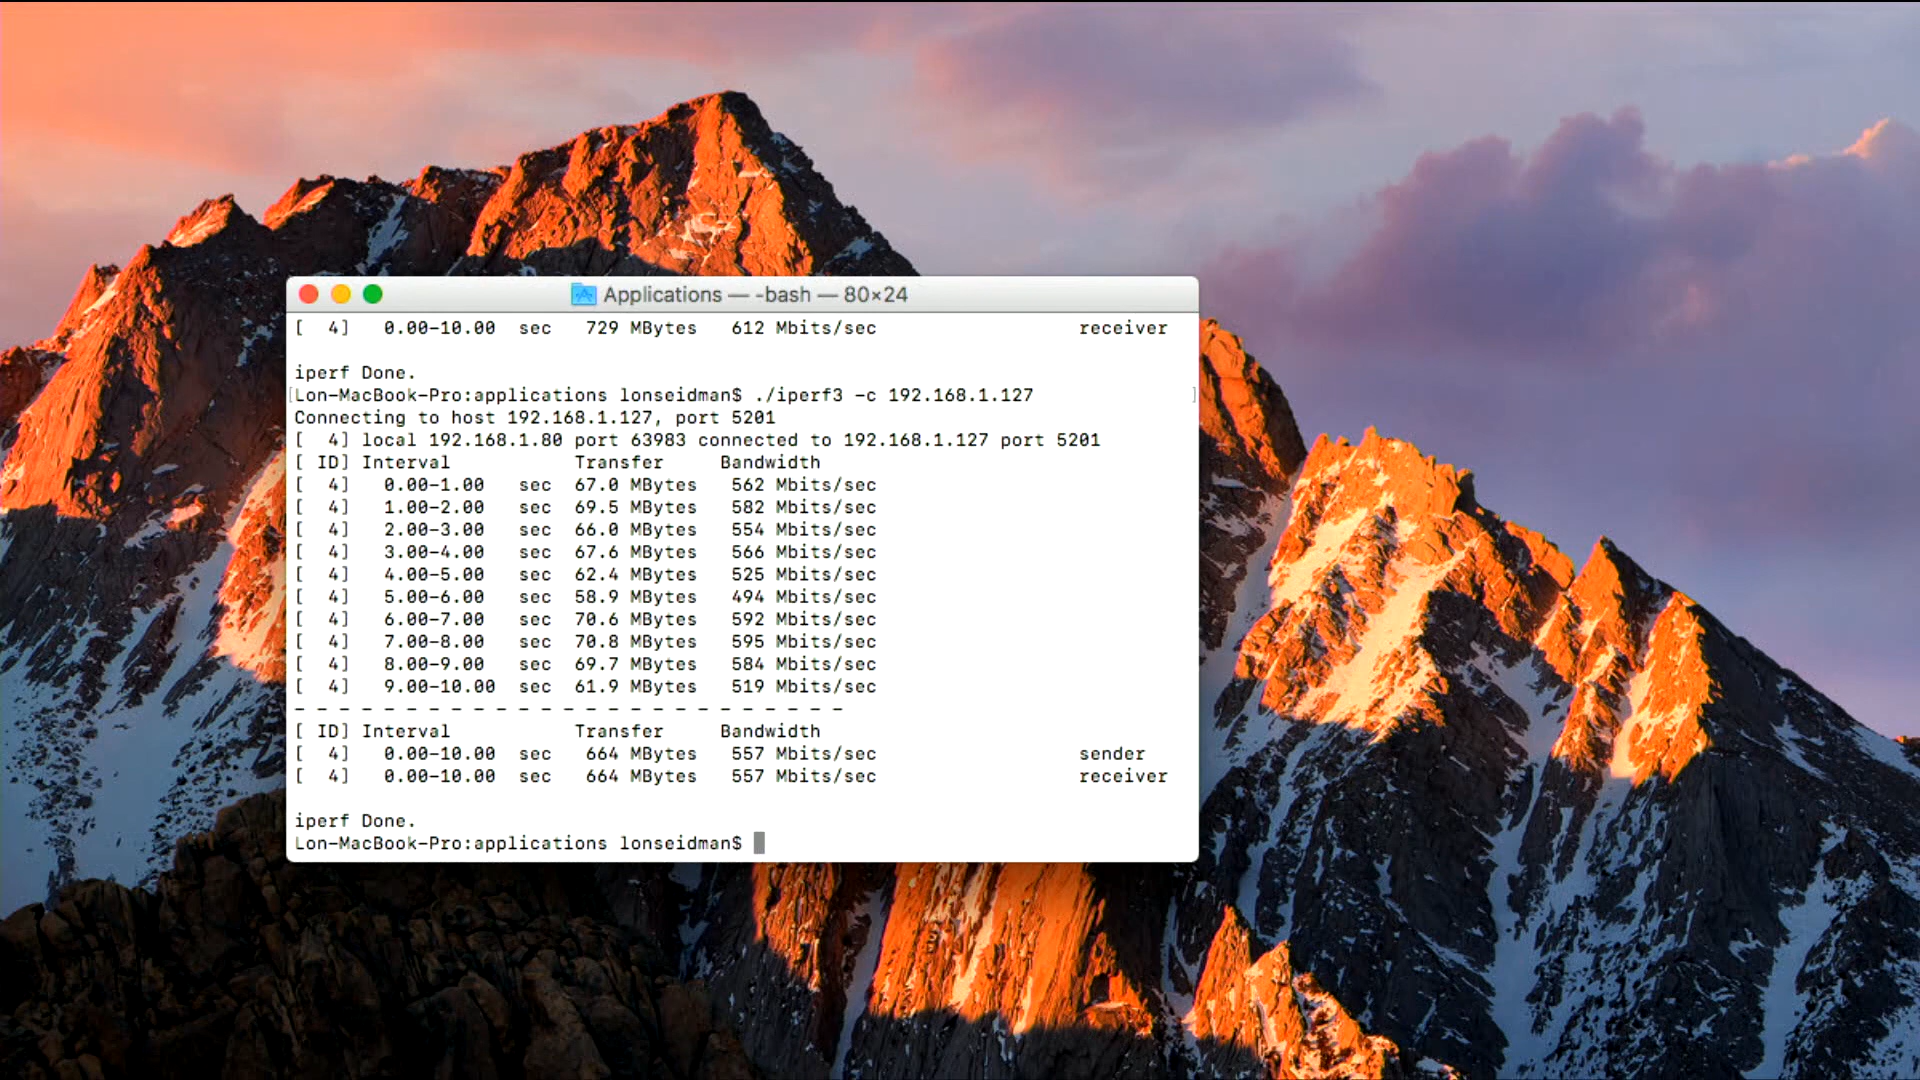 Applications — -bash — 80×24
[  4]   0.00-10.00  sec   729 MBytes   612 Mbits/sec                  receiver
iperf Done.
[Lon-MacBook-Pro:applications lonseidman$ ./iperf3 -c 192.168.1.127              ]
Connecting to host 192.168.1.127, port 5201
[  4] local 192.168.1.80 port 63983 connected to 192.168.1.127 port 5201
[ ID] Interval           Transfer     Bandwidth
[  4]   0.00-1.00   sec  67.0 MBytes   562 Mbits/sec
[  4]   1.00-2.00   sec  69.5 MBytes   582 Mbits/sec
[  4]   2.00-3.00   sec  66.0 MBytes   554 Mbits/sec
[  4]   3.00-4.00   sec  67.6 MBytes   566 Mbits/sec
[  4]   4.00-5.00   sec  62.4 MBytes   525 Mbits/sec
[  4]   5.00-6.00   sec  58.9 MBytes   494 Mbits/sec
[  4]   6.00-7.00   sec  70.6 MBytes   592 Mbits/sec
[  4]   7.00-8.00   sec  70.8 MBytes   595 Mbits/sec
[  4]   8.00-9.00   sec  69.7 MBytes   584 Mbits/sec
[  4]   9.00-10.00  sec  61.9 MBytes   519 Mbits/sec
- - - - - - - - - - - - - - - - - - - - - - - - -
[ ID] Interval           Transfer     Bandwidth
[  4]   0.00-10.00  sec   664 MBytes   557 Mbits/sec                  sender
[  4]   0.00-10.00  sec   664 MBytes   557 Mbits/sec                  receiver
iperf Done.
Lon-MacBook-Pro:applications lonseidman$